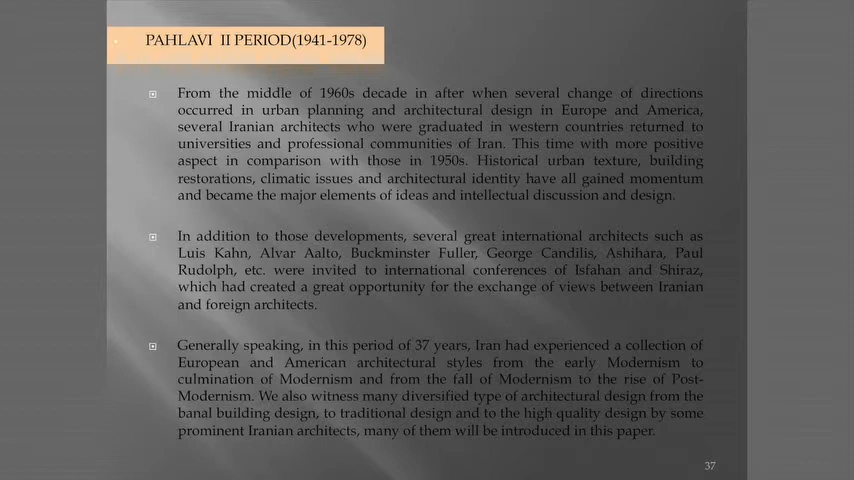 PAHLAVI II PERIOD(1941-1978)
From the middle of 1960s decade in after when several change of directions
occurred in urban planning and architectural design in Europe and America,
several Iranian architects who were graduated in western countries returned to
universities and professional communities of Iran. This time with more positive
aspect in comparison with those in 1950s. Historical urban texture, building
restorations, climatic issues and architectural identity have all gained momentum
and became the major elements of ideas and intellectual discussion and design.
In addition to those developments, several great international architects such as
Luis Kahn, Alvar Aalto, Buckminster Fuller, George Candilis, Ashihara, Paul
Rudolph, etc. were invited to international conferences of Isfahan and Shiraz,
which had created a great opportunity for the exchange of views between Iranian
and foreign architects.
Generally speaking, in this period of 37 years, Iran had experienced a collection of
European and American architectural styles from the early Modernism to
culmination of Modernism and from the fall of Modernism to the rise of Post-
Modernism. We also witness many diversified type of architectural design from the
banal building design, to traditional design and to the high quality design by some
prominent Iranian architects, many of them will be introduced in this paper.
37